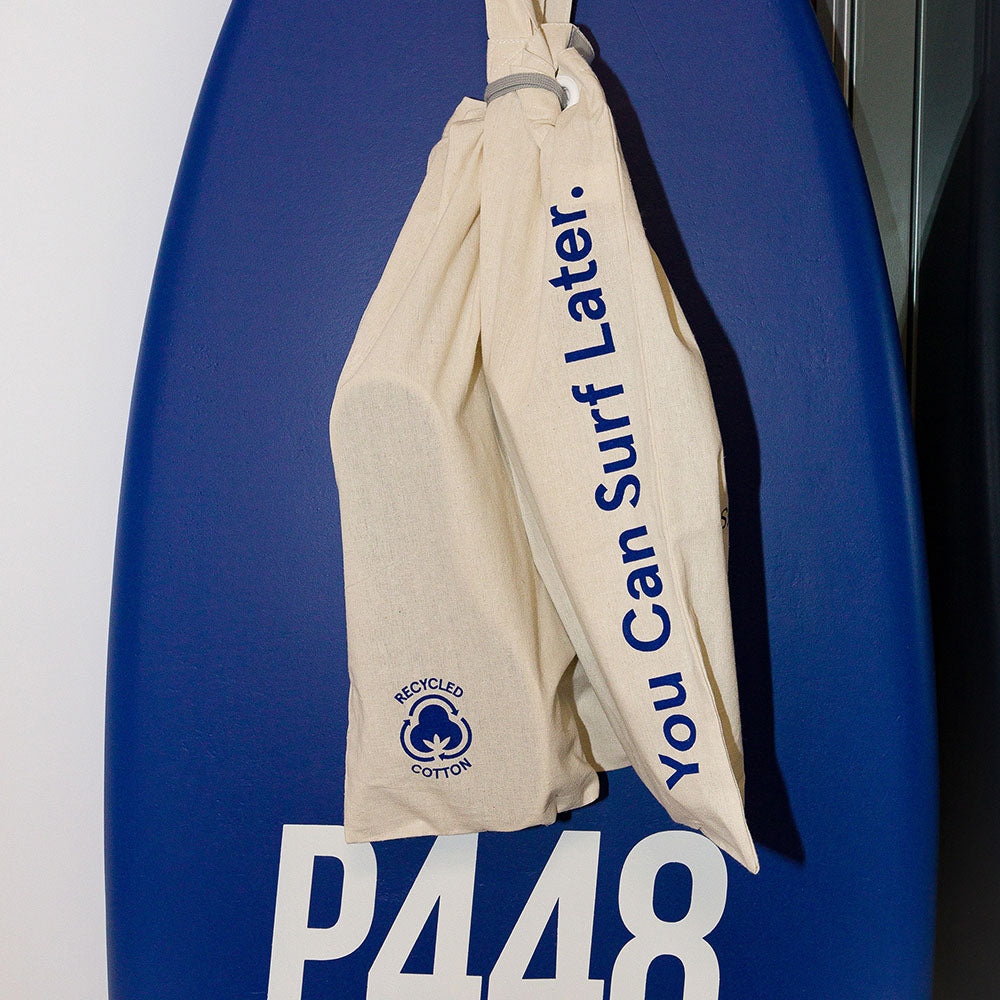 You Can Surf Later.
RECYCLED
COTTON
P448